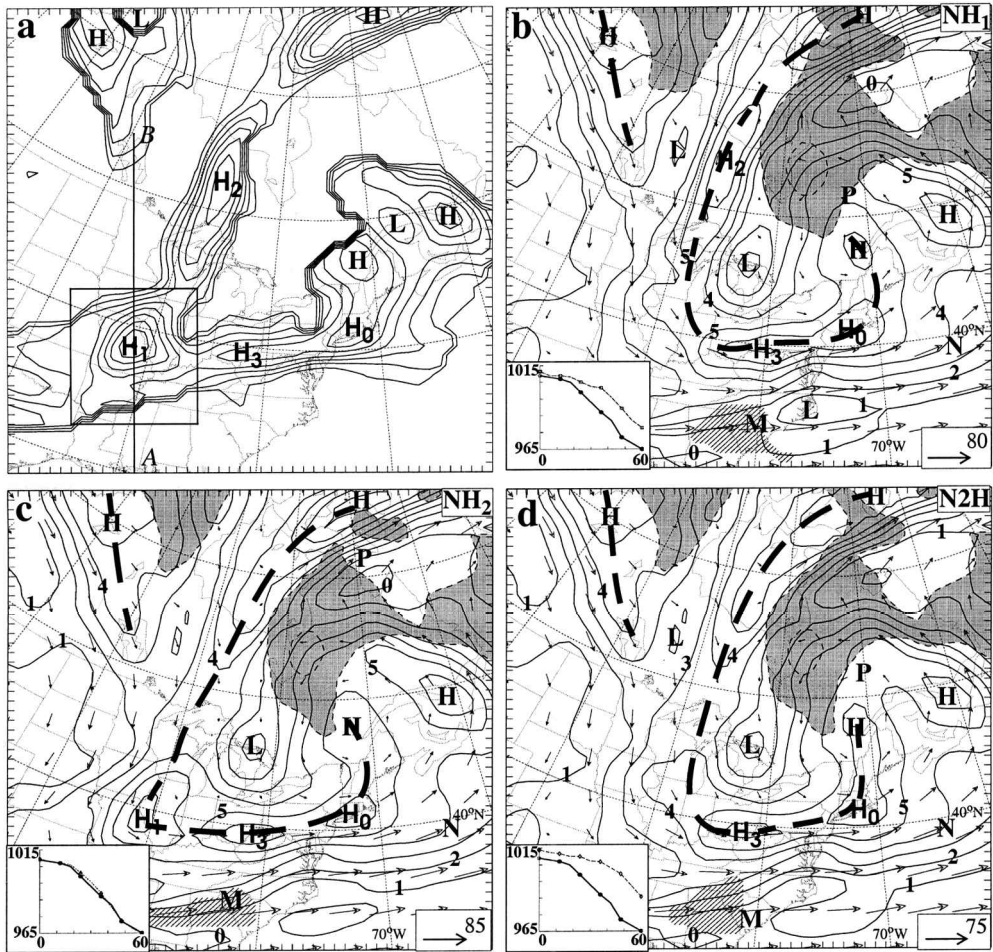 a
H L
B
H2
L H
H
H1 H3 H0
A
b NH1
H H
3 0
L
H2 5
P
H
L H
5
4 4
5 H0 40°N
H3 N
2
1015
L 1
M
1
965 0
0 60
70°W
80
c NH2
H H
P
4 0
1 1
4 5
H
N
L
H1 5 H0 40°N
H3 N
2
1015
1
M
965 0
0 60
70°W
85
d N2H
H H
1
4 0
L
3 4
P
H
H
L
1 4 5
H0 40°N
H3 N
2
1015
1
M
965 0
0 60
70°W
75